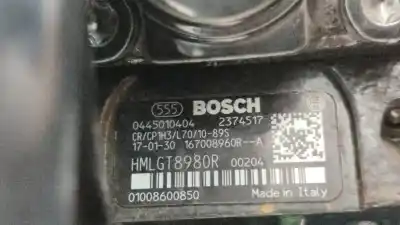 555 BOSCH
0445010404 2374517
CR/CP1H3/L70/10-89S
17-01-30 167008960R--A
HMLGT8980R 00204
01008600850 Made in Italy